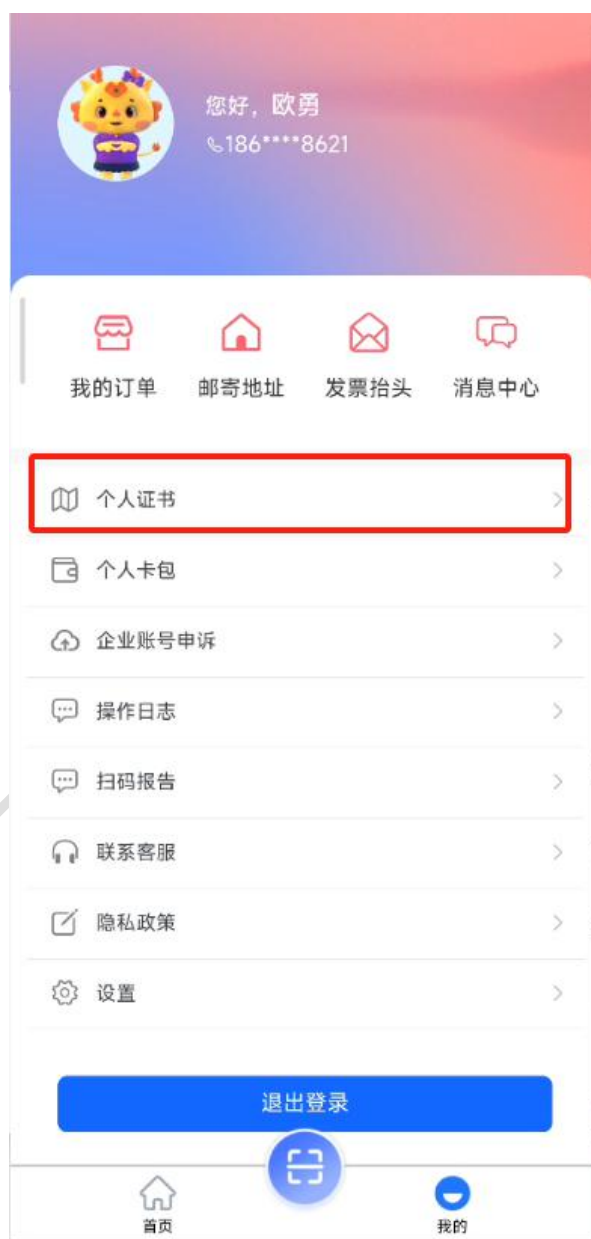 您好，欧勇
186****8621
我的订单 邮寄地址 发票抬头 消息中心
个人证书
个人卡包
企业账号申诉
操作日志
扫码报告
联系客服
隐私政策
设置
退出登录
首页 我的